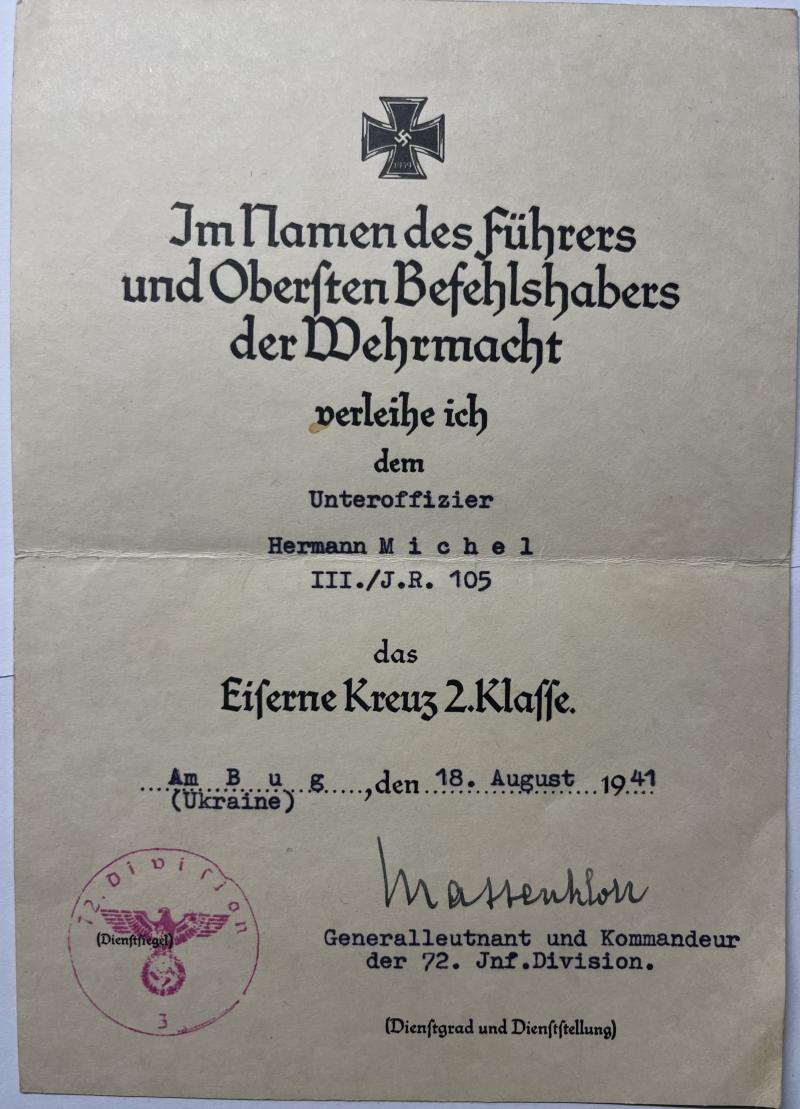 1939
Im Namen des Führers
und Oberſten Befehlshabers
der Wehrmacht
verleihe ich
dem
Unteroffizier
Hermann M i c h e l
III./J.R. 105
das
Eiſerne Kreuz 2.Klaſſe.
Am B u g, den 18. August 1941
(Ukraine)
72. Diviſion
(Dienſtſiegel)
3
Generalleutnant und Kommandeur
der 72. Jnf.Division.
(Dienſtgrad und Dienſtſtellung)